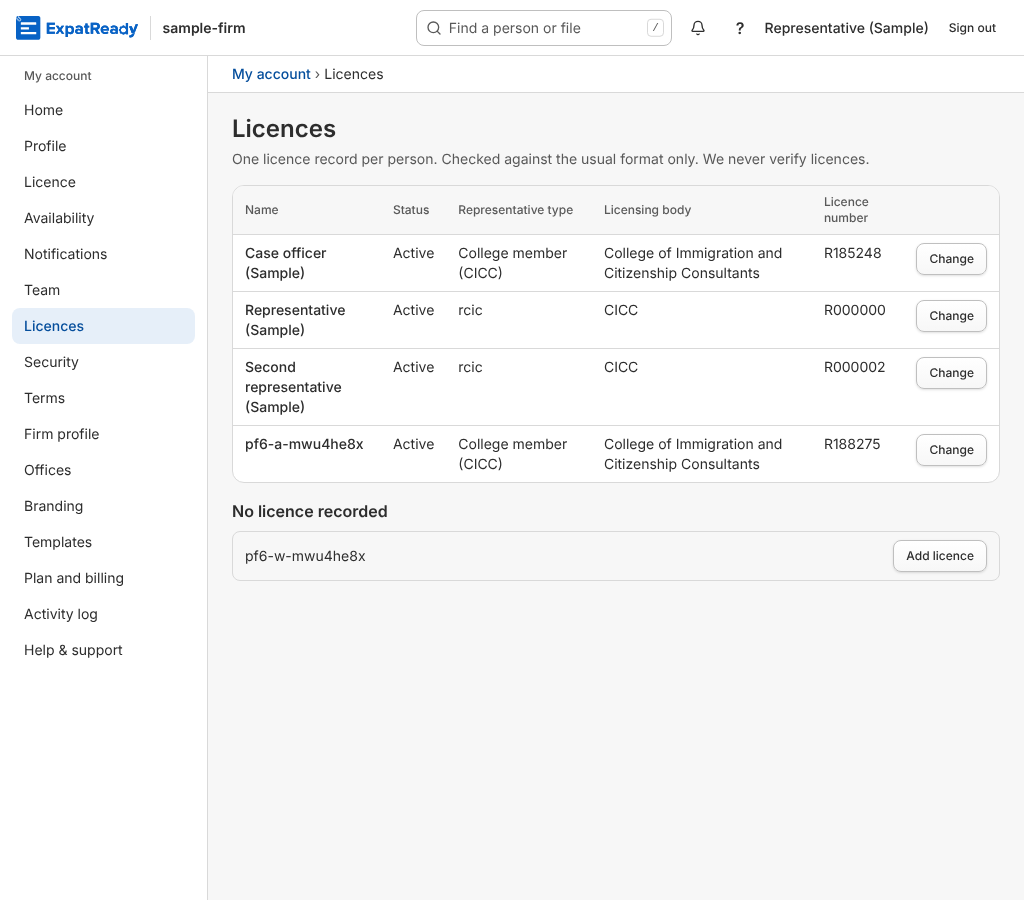 ExpatReady
sample-firm
Find a person or file
/
?
Representative (Sample)
Sign out
My account
Home
Profile
Licence
Availability
Notifications
Team
Licences
Security
Terms
Firm profile
Offices
Branding
Templates
Plan and billing
Activity log
Help & support
My account › Licences
Licences
One licence record per person. Checked against the usual format only. We never verify licences.
Name Status Representative type Licensing body Licence number
Case officer (Sample) Active College member (CICC) College of Immigration and Citizenship Consultants R185248 Change
Representative (Sample) Active rcic CICC R000000 Change
Second representative (Sample) Active rcic CICC R000002 Change
pf6-a-mwu4he8x Active College member (CICC) College of Immigration and Citizenship Consultants R188275 Change
No licence recorded
pf6-w-mwu4he8x Add licence